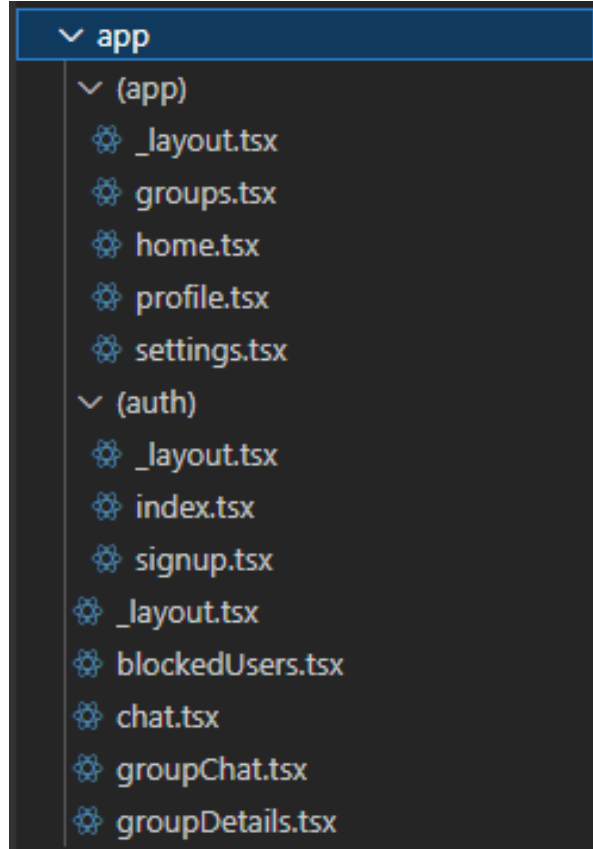 app
(app)
_layout.tsx
groups.tsx
home.tsx
profile.tsx
settings.tsx
(auth)
_layout.tsx
index.tsx
signup.tsx
_layout.tsx
blockedUsers.tsx
chat.tsx
groupChat.tsx
groupDetails.tsx